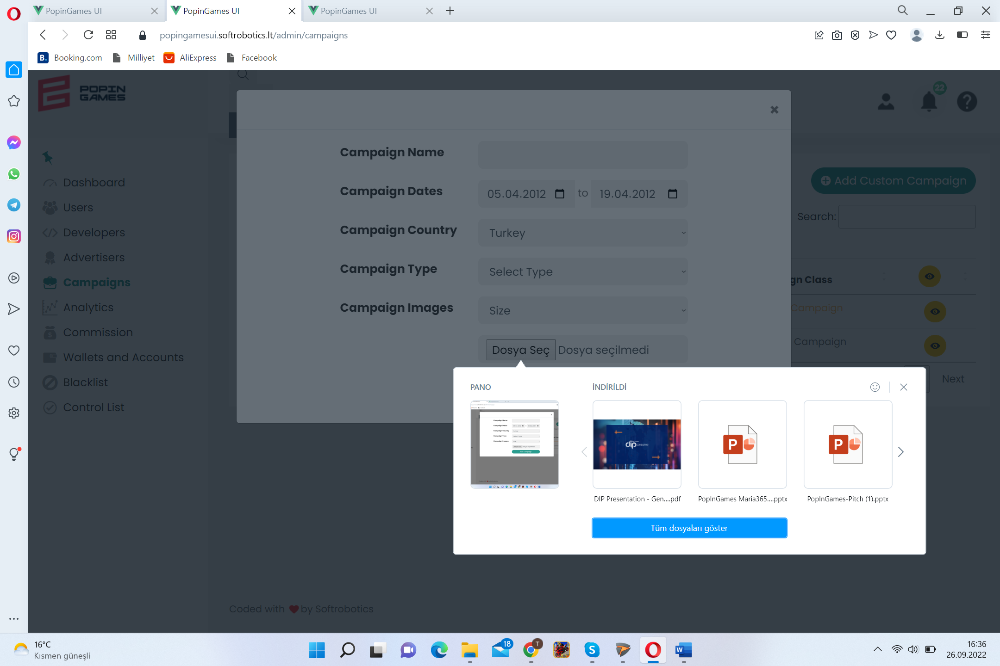 PopinGames UI
PopinGames UI
PopinGames UI
popingamesui.softrobotics.lt/admin/campaigns
Booking.com
Milliyet
AliExpress
Facebook
POPIN
GAMES
22
Campaign Name
Campaign Dates
05.04.2012
to
19.04.2012
Campaign Country
Turkey
Campaign Type
Select Type
Campaign Images
Size
Dosya Seç
Dosya seçilmedi
Dashboard
Users
Developers
Advertisers
Campaigns
Analytics
Commission
Wallets and Accounts
Blacklist
Control List
Add Custom Campaign
Search:
gn Class
Campaign
Campaign
Next
PANO
İNDİRİLDİ
DIP Presentation - Gen....pdf
PopInGames Maria365....pptx
PopInGames-Pitch (1).pptx
Tüm dosyaları göster
Coded with by Softrobotics
16°C
Kısmen güneşli
18
T
16:36
26.09.2022